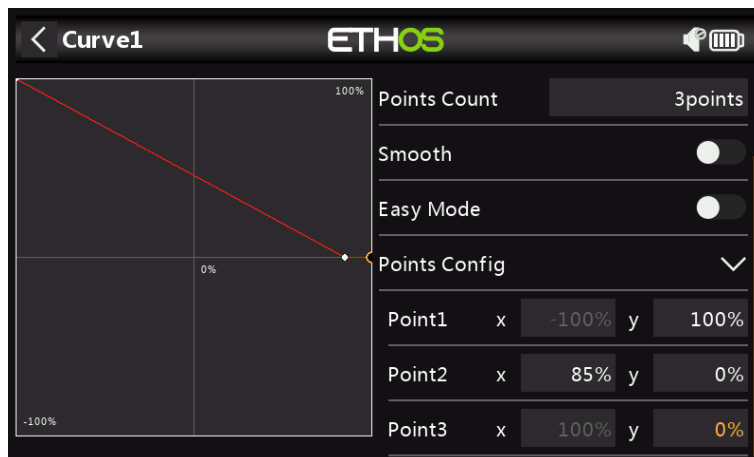 Curve1
ETHOS
100%
0%
-100%
Points Count 3points
Smooth
Easy Mode
Points Config
Point1 x -100% y 100%
Point2 x 85% y 0%
Point3 x 100% y 0%